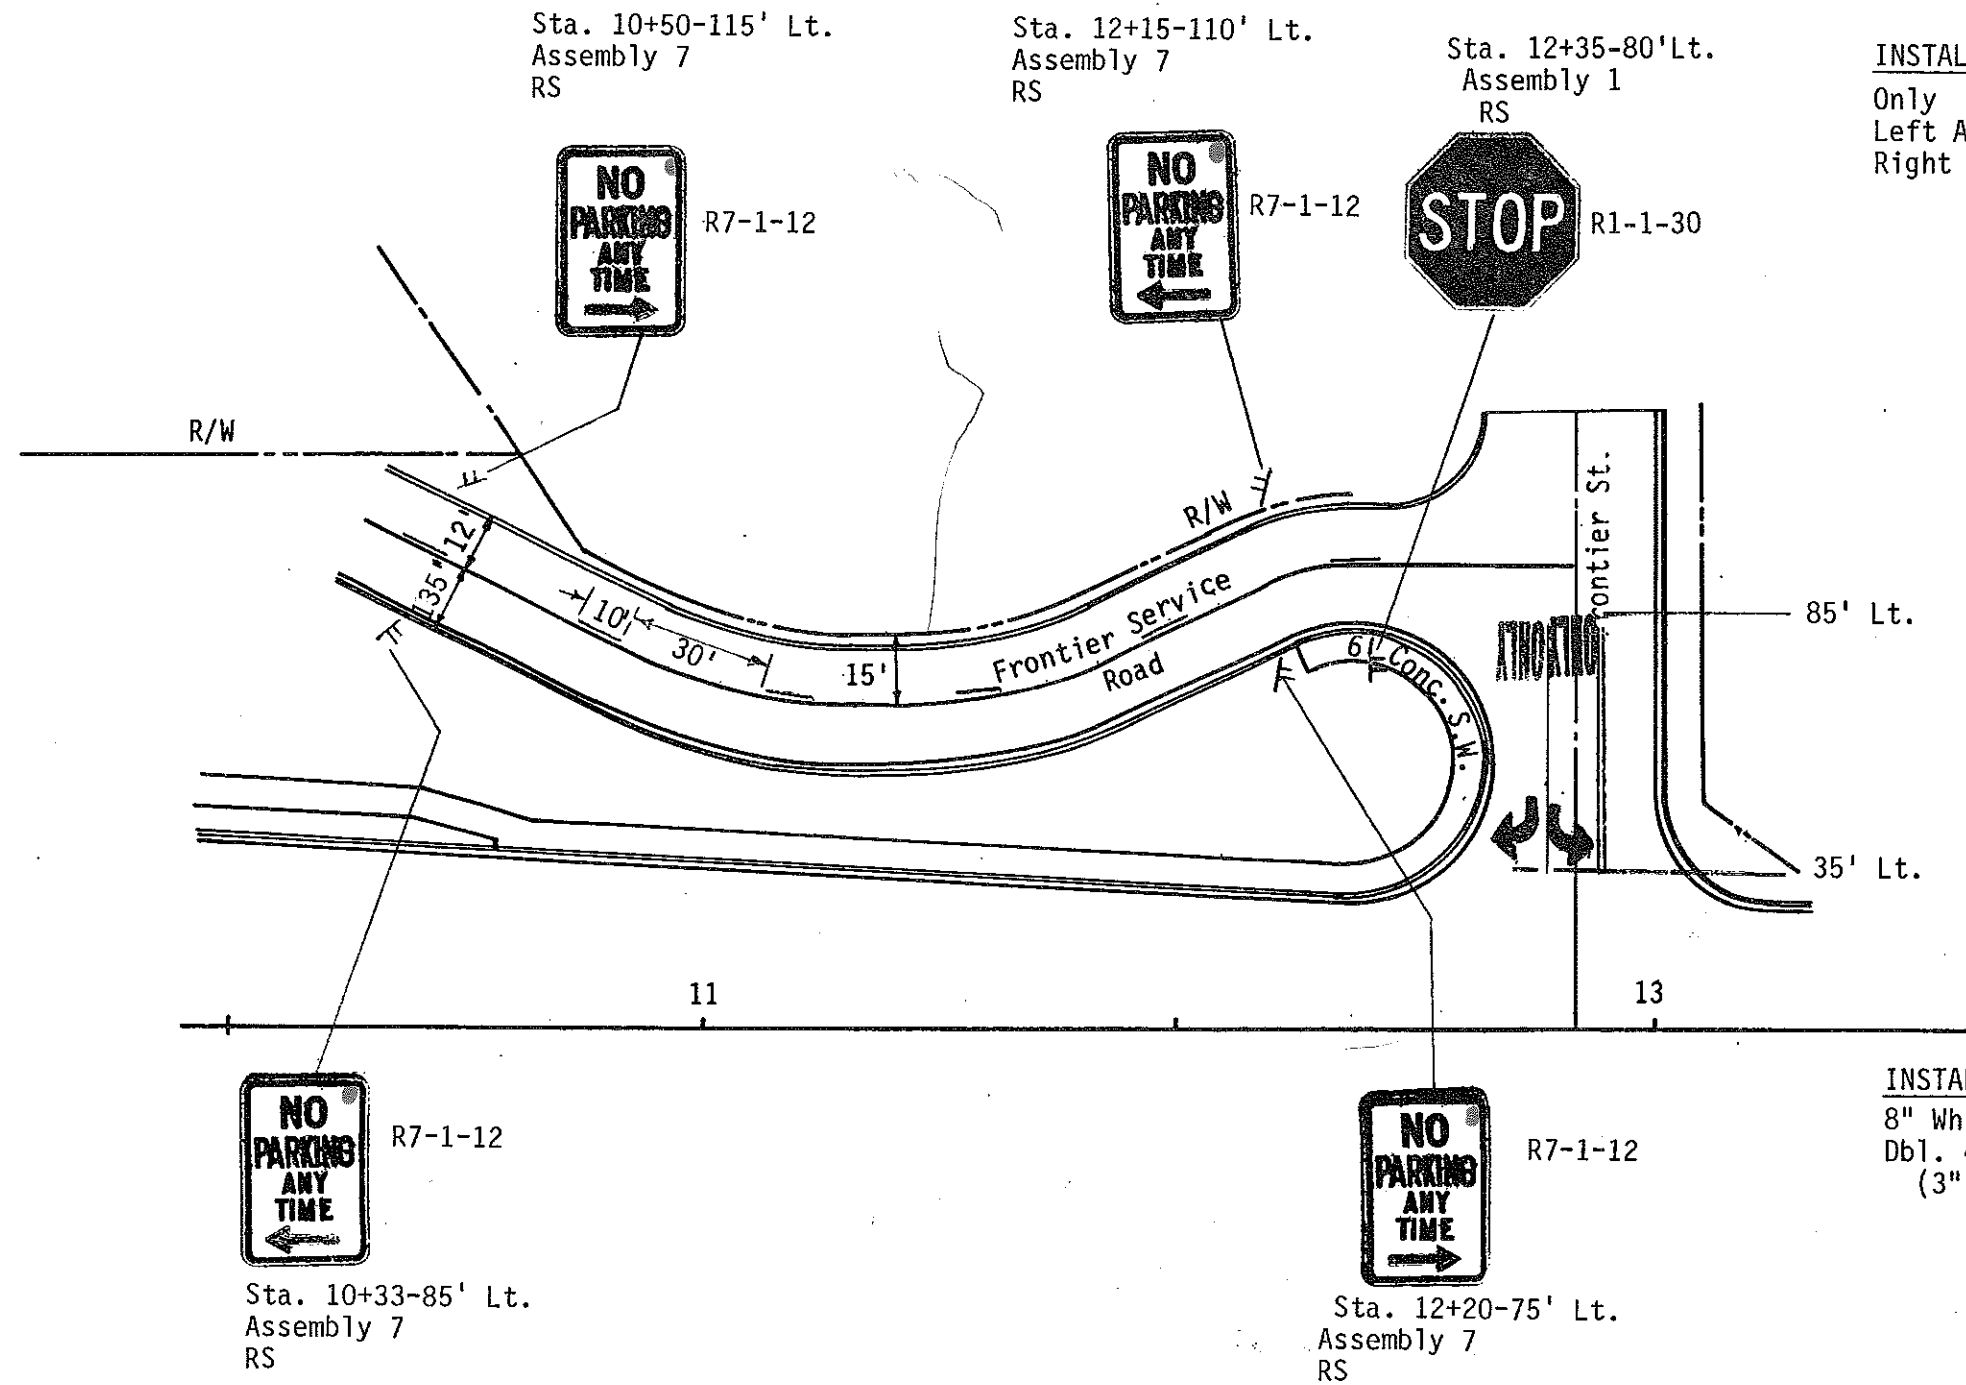 Sta. 10+50-115' Lt.
Assembly 7
RS
Sta. 12+15-110' Lt.
Assembly 7
RS
Sta. 12+35-80'Lt.
Assembly 1
RS
INSTAL
Only
Left A
Right
NO
PARKING
ANY
TIME
R7-1-12
NO
PARKING
ANY
TIME
R7-1-12
STOP
R1-1-30
R/W
R/W
Frontier St.
12'
10'
30'
15'
Frontier Service
Road
6' Conc. S.W.
ONLY
ONLY
85' Lt.
35' Lt.
11
13
NO
PARKING
ANY
TIME
R7-1-12
Sta. 10+33-85' Lt.
Assembly 7
RS
NO
PARKING
ANY
TIME
R7-1-12
Sta. 12+20-75' Lt.
Assembly 7
RS
8" Wh
Dbl.
(3"